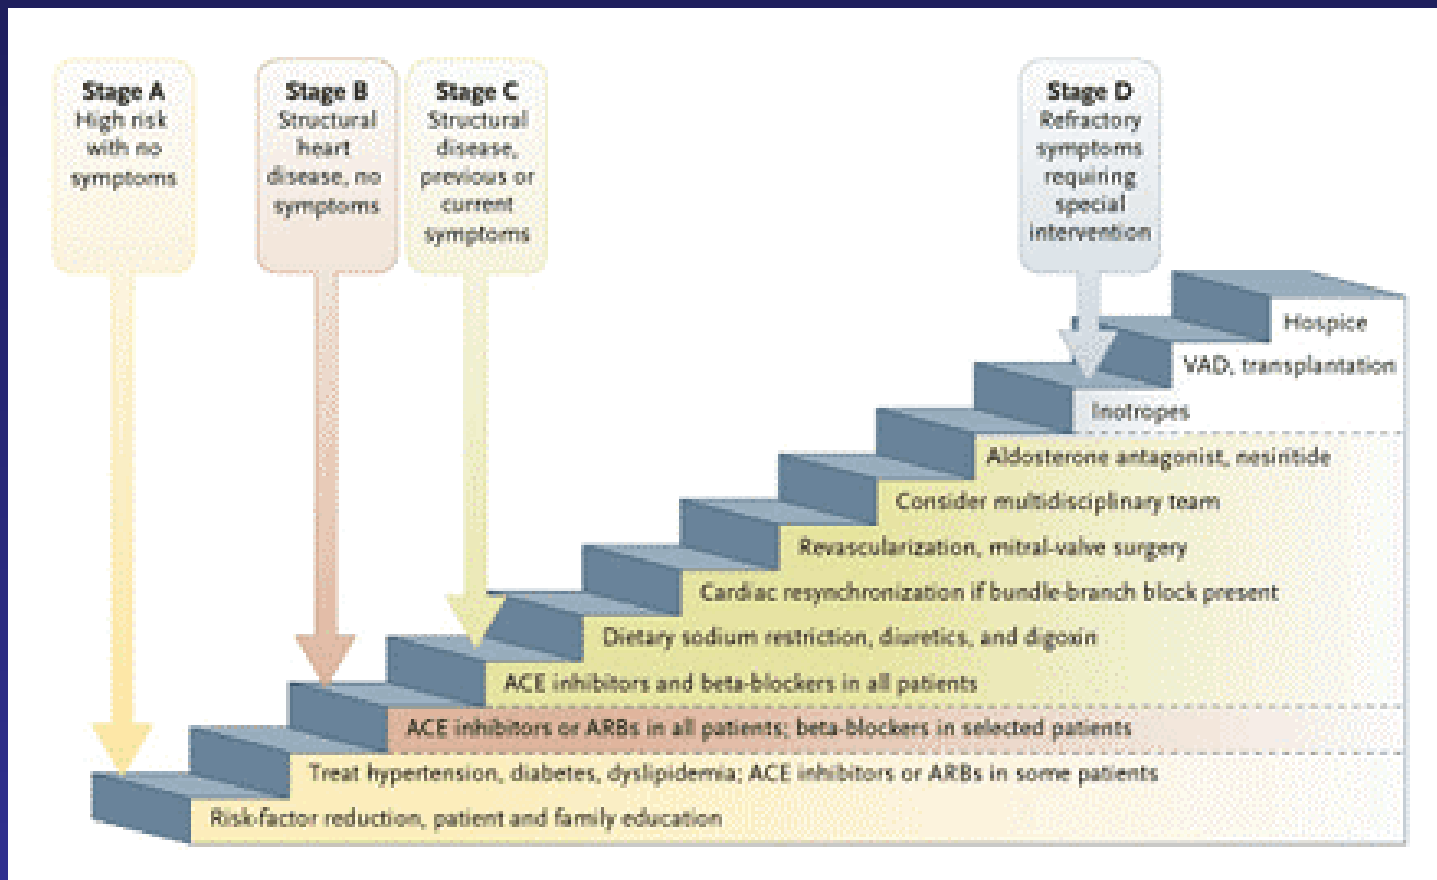 Stage A
High risk
with no
symptoms
Stage B
Structural
heart
disease, no
symptoms
Stage C
Structural
disease,
previous or
current
symptoms
Stage D
Refractory
symptoms
requiring
special
intervention
Hospice
VAD, transplantation
Inotropes
Aldosterone antagonist, nesiritide
Consider multidisciplinary team
Revascularization, mitral-valve surgery
Cardiac resynchronization if bundle-branch block present
Dietary sodium restriction, diuretics, and digoxin
ACE inhibitors and beta-blockers in all patients
ACE inhibitors or ARBs in all patients; beta-blockers in selected patients
Treat hypertension, diabetes, dyslipidemia; ACE inhibitors or ARBs in some patients
Risk-factor reduction, patient and family education